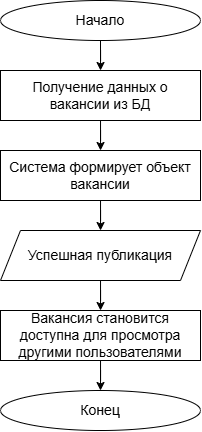 Начало
Получение данных о
вакансии из БД
Система формирует объект
вакансии
Успешная публикация
Вакансия становится
доступна для просмотра
другими пользователями
Конец